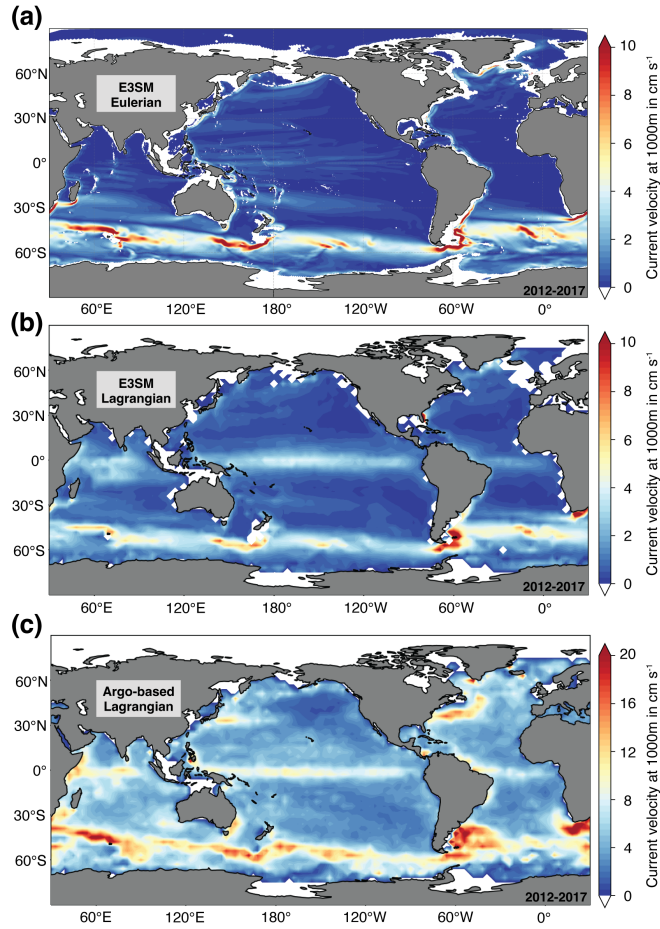 (a)
E3SM
Eulerian
60°N
30°N
0°
30°S
60°S
60°E
120°E
180°W
120°W
60°W
0°
2012-2017
10
8
6
4
2
0
Current velocity at 1000m in cm s⁻¹
(b)
E3SM
Lagrangian
60°N
30°N
0°
30°S
60°S
60°E
120°E
180°W
120°W
60°W
0°
2012-2017
10
8
6
4
2
0
Current velocity at 1000m in cm s⁻¹
(c)
Argo-based
Lagrangian
60°N
30°N
0°
30°S
60°S
60°E
120°E
180°W
120°W
60°W
0°
2012-2017
20
16
12
8
4
0
Current velocity at 1000m in cm s⁻¹